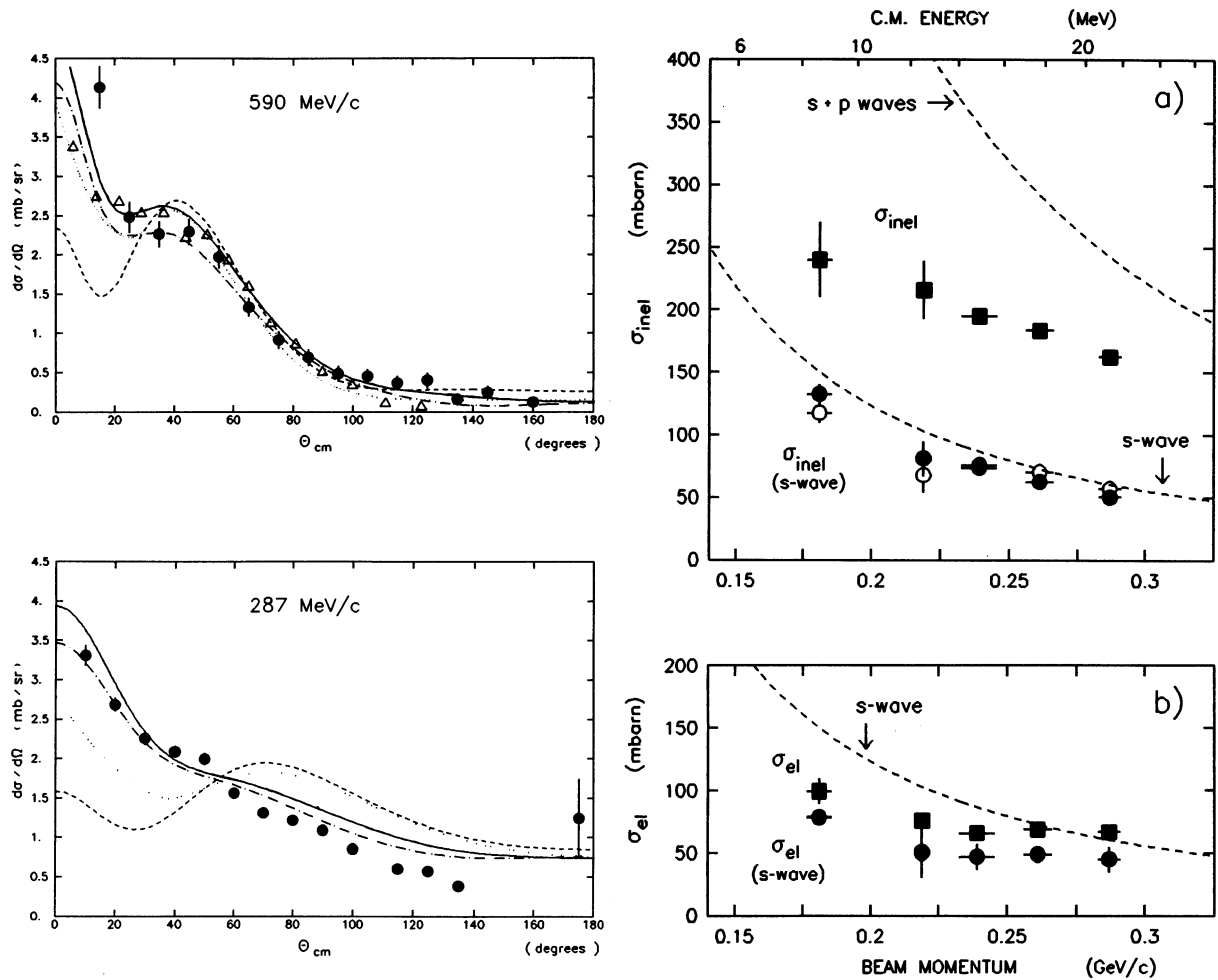 4.5
4.
3.5
3.
2.5
2.
1.5
1.
0.5
0.
dσ/dΩ (mb/sr)
590 MeV/c
0 20 40 60 80 100 120 140 160 180
Θcm
(degrees)
4.5
4.
3.5
3.
2.5
2.
1.5
1.
0.5
0.
dσ/dΩ (mb/sr)
287 MeV/c
0 20 40 60 80 100 120 140 160 180
Θcm
(degrees)
C.M. ENERGY (MeV)
6 8 10 20
400
350
300
250
200
150
100
50
0
σinel (mbarn)
a)
s + p waves
σinel
s-wave
σinel
(s-wave)
0.15 0.2 0.25 0.3
200
150
100
50
0
σel (mbarn)
b)
s-wave
σel
σel
(s-wave)
0.15 0.2 0.25 0.3
BEAM MOMENTUM (GeV/c)